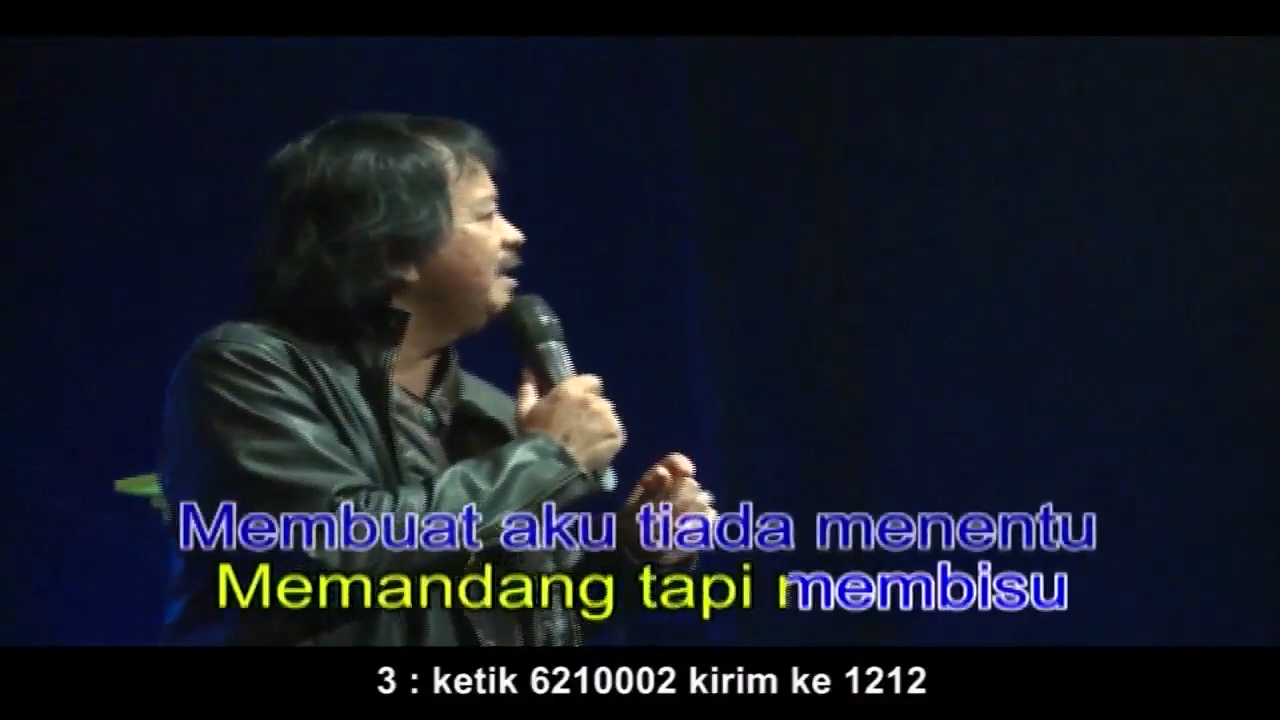 Membuat aku tiada menentu
Memandang tapi membisu
3 : ketik 6210002 kirim ke 1212